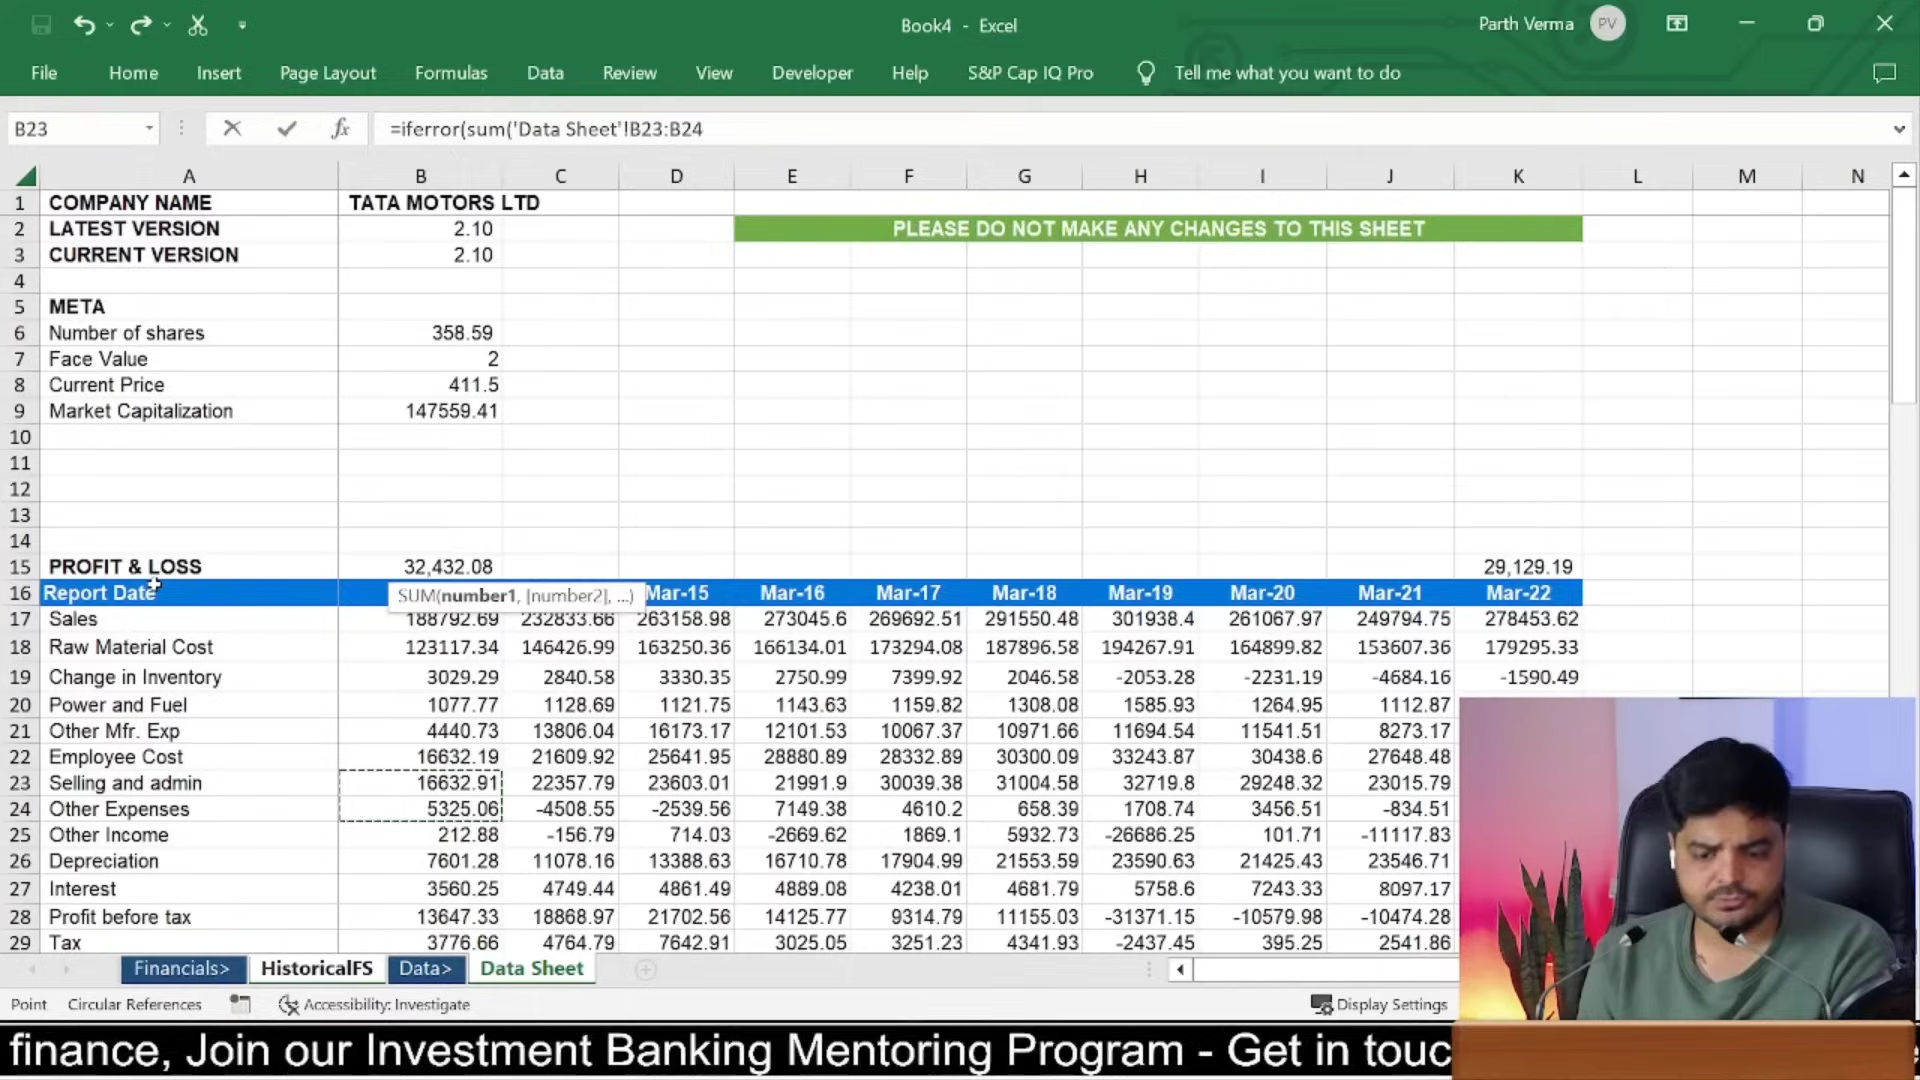 Book4 - Excel
Parth Verma PV
File Home Insert Page Layout Formulas Data Review View Developer Help S&P Cap IQ Pro Tell me what you want to do
B23 fx =iferror(sum('Data Sheet'!B23:B24
A B C D E F G H I J K L M N
1 COMPANY NAME TATA MOTORS LTD
2 LATEST VERSION 2.10 PLEASE DO NOT MAKE ANY CHANGES TO THIS SHEET
3 CURRENT VERSION 2.10
4
5 META
6 Number of shares 358.59
7 Face Value 2
8 Current Price 411.5
9 Market Capitalization 147559.41
10
11
12
13
14
15 PROFIT & LOSS 32,432.08 29,129.19
16 Report Date SUM(number1, [number2], ...) Mar-15 Mar-16 Mar-17 Mar-18 Mar-19 Mar-20 Mar-21 Mar-22
17 Sales 188792.69 232833.66 263158.98 273045.6 269692.51 291550.48 301938.4 261067.97 249794.75 278453.62
18 Raw Material Cost 123117.34 146426.99 163250.36 166134.01 173294.08 187896.58 194267.91 164899.82 153607.36 179295.33
19 Change in Inventory 3029.29 2840.58 3330.35 2750.99 7399.92 2046.58 -2053.28 -2231.19 -4684.16 -1590.49
20 Power and Fuel 1077.77 1128.69 1121.75 1143.63 1159.82 1308.08 1585.93 1264.95 1112.87
21 Other Mfr. Exp 4440.73 13806.04 16173.17 12101.53 10067.37 10971.66 11694.54 11541.51 8273.17
22 Employee Cost 16632.19 21609.92 25641.95 28880.89 28332.89 30300.09 33243.87 30438.6 27648.48
23 Selling and admin 16632.91 22357.79 23603.01 21991.9 30039.38 31004.58 32719.8 29248.32 23015.79
24 Other Expenses 5325.06 -4508.55 -2539.56 7149.38 4610.2 658.39 1708.74 3456.51 -834.51
25 Other Income 212.88 -156.79 714.03 -2669.62 1869.1 5932.73 -26686.25 101.71 -11117.83
26 Depreciation 7601.28 11078.16 13388.63 16710.78 17904.99 21553.59 23590.63 21425.43 23546.71
27 Interest 3560.25 4749.44 4861.49 4889.08 4238.01 4681.79 5758.6 7243.33 8097.17
28 Profit before tax 13647.33 18868.97 21702.56 14125.77 9314.79 11155.03 -31371.15 -10579.98 -10474.28
29 Tax 3776.66 4764.79 7642.91 3025.05 3251.23 4341.93 -2437.45 395.25 2541.86
Financials> HistoricalFS Data> Data Sheet
Point Circular References Accessibility: Investigate Display Settings
finance, Join our Investment Banking Mentoring Program - Get in touc